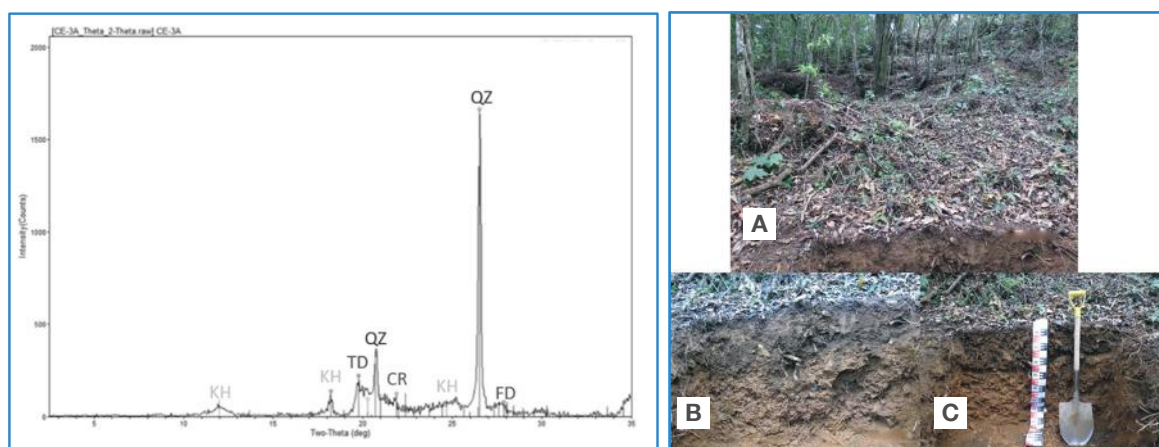 [CE-3A_Theta_2-Theta.raw] CE-3A
2000
1500
1000
500
0
Intensity(Counts)
KH
KH
TD
QZ
CR
KH
QZ
FD
5 10 15 20 25 30 35
Two-Theta (deg)
A
B
C